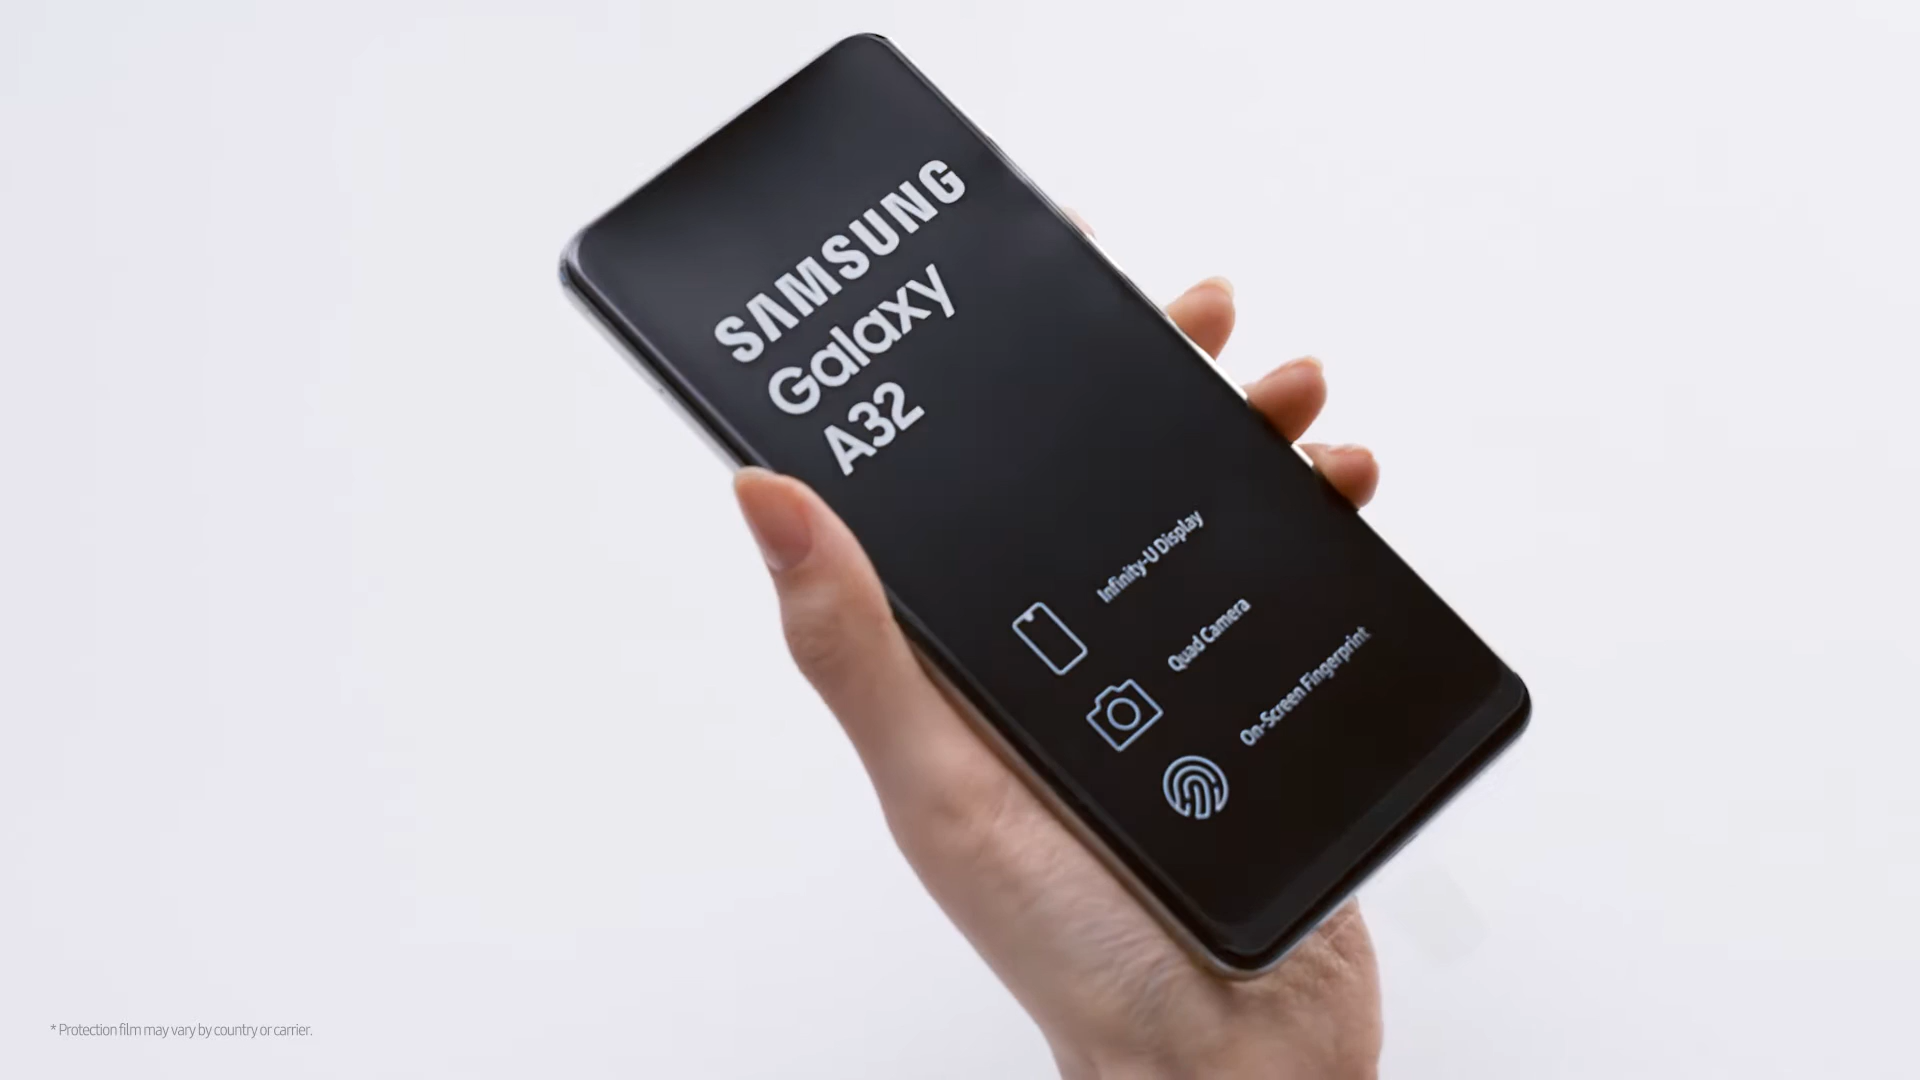 SAMSUNG
Galaxy
A32
Infinity-U Display
Quad Camera
On-Screen Fingerprint
* Protection film may vary by country or carrier.